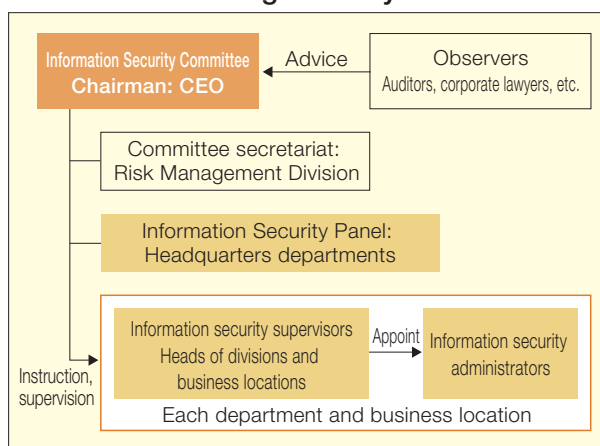 Information Security Committee
Chairman: CEO
Advice
Observers
Auditors, corporate lawyers, etc.
Committee secretariat:
Risk Management Division
Information Security Panel:
Headquarters departments
Information security supervisors
Heads of divisions and
business locations
Appoint
Information security
administrators
Instruction,
supervision
Each department and business location